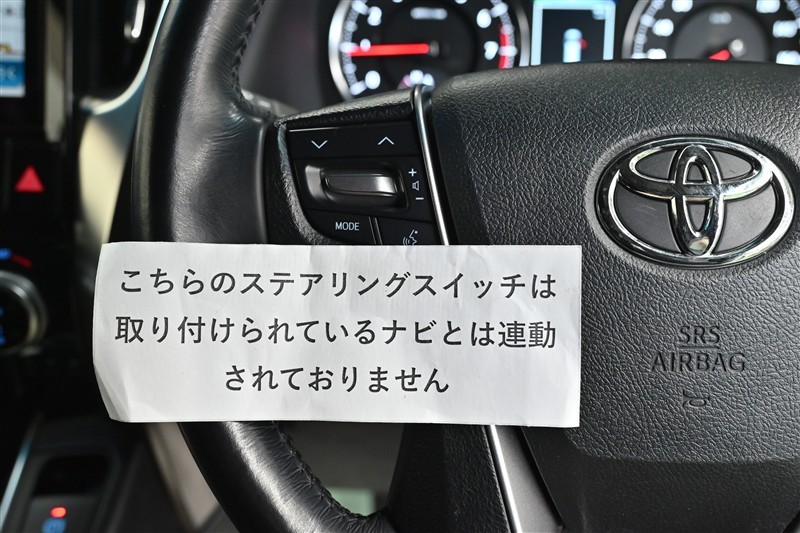 MODE
こちらのステアリングスイッチは
取り付けられているナビとは連動
されておりません
SRS
AIRBAG